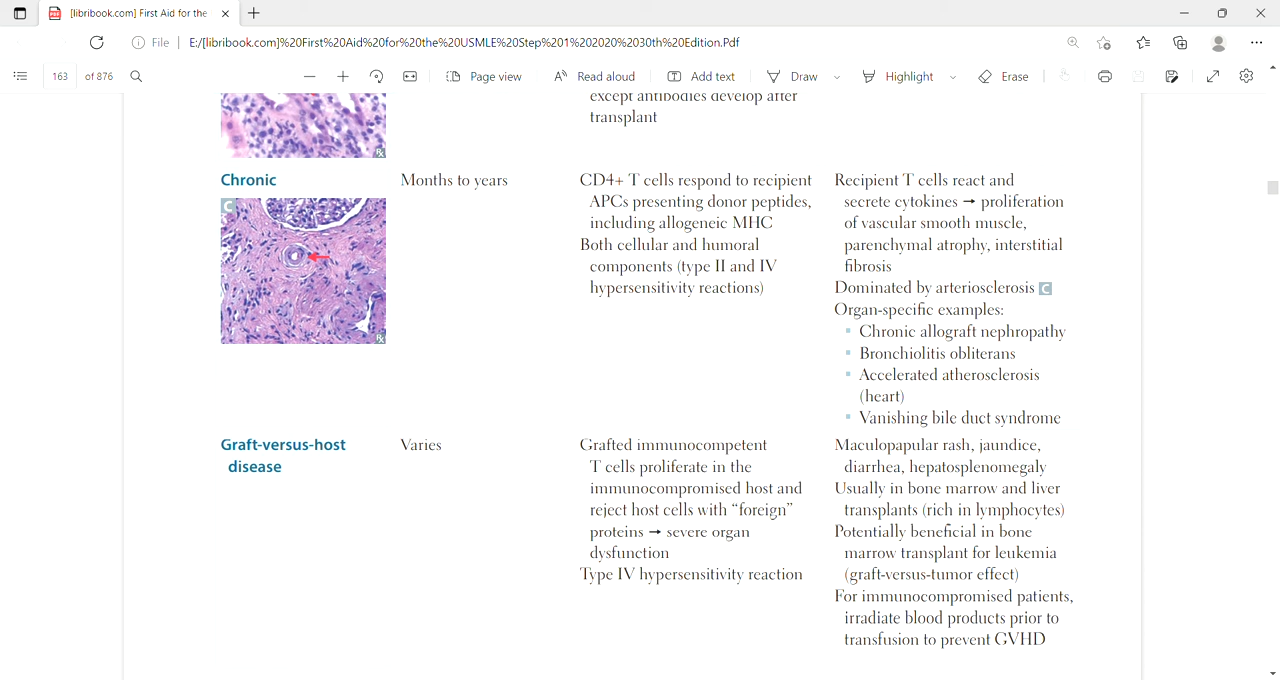 [libribook.com] First Aid for the
File
E:/[libribook.com]%20First%20Aid%20for%20the%20USMLE%20Step%201%202020%2030th%20Edition.Pdf
163 of 876
Page view
Read aloud
Add text
Draw
Highlight
Erase
except antibodies develop after
transplant
Chronic
C
Months to years
CD4+ T cells respond to recipient
APCs presenting donor peptides,
including allogeneic MHC
Both cellular and humoral
components (type II and IV
hypersensitivity reactions)
Recipient T cells react and
secrete cytokines → proliferation
of vascular smooth muscle,
parenchymal atrophy, interstitial
fibrosis
Dominated by arteriosclerosis C
Organ-specific examples:
▪ Chronic allograft nephropathy
▪ Bronchiolitis obliterans
▪ Accelerated atherosclerosis
(heart)
▪ Vanishing bile duct syndrome
Graft-versus-host
disease
Varies
Grafted immunocompetent
T cells proliferate in the
immunocompromised host and
reject host cells with “foreign”
proteins → severe organ
dysfunction
Type IV hypersensitivity reaction
Maculopapular rash, jaundice,
diarrhea, hepatosplenomegaly
Usually in bone marrow and liver
transplants (rich in lymphocytes)
Potentially beneficial in bone
marrow transplant for leukemia
(graft-versus-tumor effect)
For immunocompromised patients,
irradiate blood products prior to
transfusion to prevent GVHD